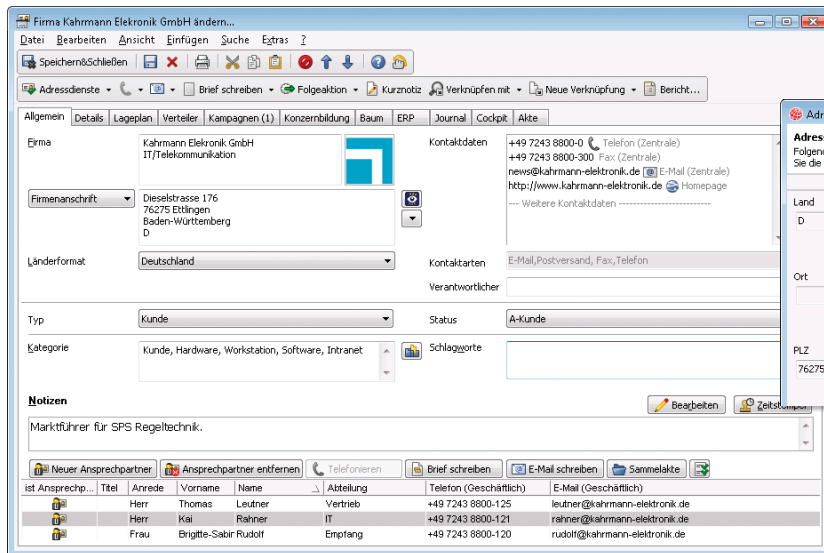 Firma Kahrmann Elekronik GmbH ändern...
Datei Bearbeiten Ansicht Einfügen Suche Extras ?
Speichern&Schließen
Adressdienste Brief schreiben Folgeaktion Kurznotiz Verknüpfen mit Neue Verknüpfung Bericht...
Allgemein Details Lageplan Verteiler Kampagnen (1) Konzernbildung Baum ERP Journal Cockpit Akte
Firma
Kahrmann Elekronik GmbH
IT/Telekommunikation
Kontaktdaten
+49 7243 8800-0 Telefon (Zentrale)
+49 7243 8800-300 Fax (Zentrale)
news@kahrmann-elektronik.de E-Mail (Zentrale)
http://www.kahrmann-elektronik.de Homepage
--- Weitere Kontaktdaten ---------------------------
Firmenanschrift
Dieselstrasse 176
76275 Ettlingen
Baden-Württemberg
D
Länderformat
Deutschland
Kontaktarten
E-Mail,Postversand, Fax,Telefon
Verantwortlicher
Typ
Kunde
Status
A-Kunde
Kategorie
Kunde, Hardware, Workstation, Software, Intranet
Schlagworte
Notizen
Bearbeiten
Marktführer für SPS Regeltechnik.
Neuer Ansprechpartner Ansprechpartner entfernen Telefonieren Brief schreiben E-Mail schreiben Sammelakte
ist Ansprechp... Titel Anrede Vorname Name Abteilung Telefon (Geschäftlich) E-Mail (Geschäftlich)
Herr Thomas Leutner Vertrieb +49 7243 8800-125 leutner@kahrmann-elektronik.de
Herr Kai Rahner IT +49 7243 8800-121 rahner@kahrmann-elektronik.de
Frau Brigitte-Sabir Rudolf Empfang +49 7243 8800-120 rudolf@kahrmann-elektronik.de
Adr
Adress
Folgen
Sie die
Land
D
Ort
PLZ
76275